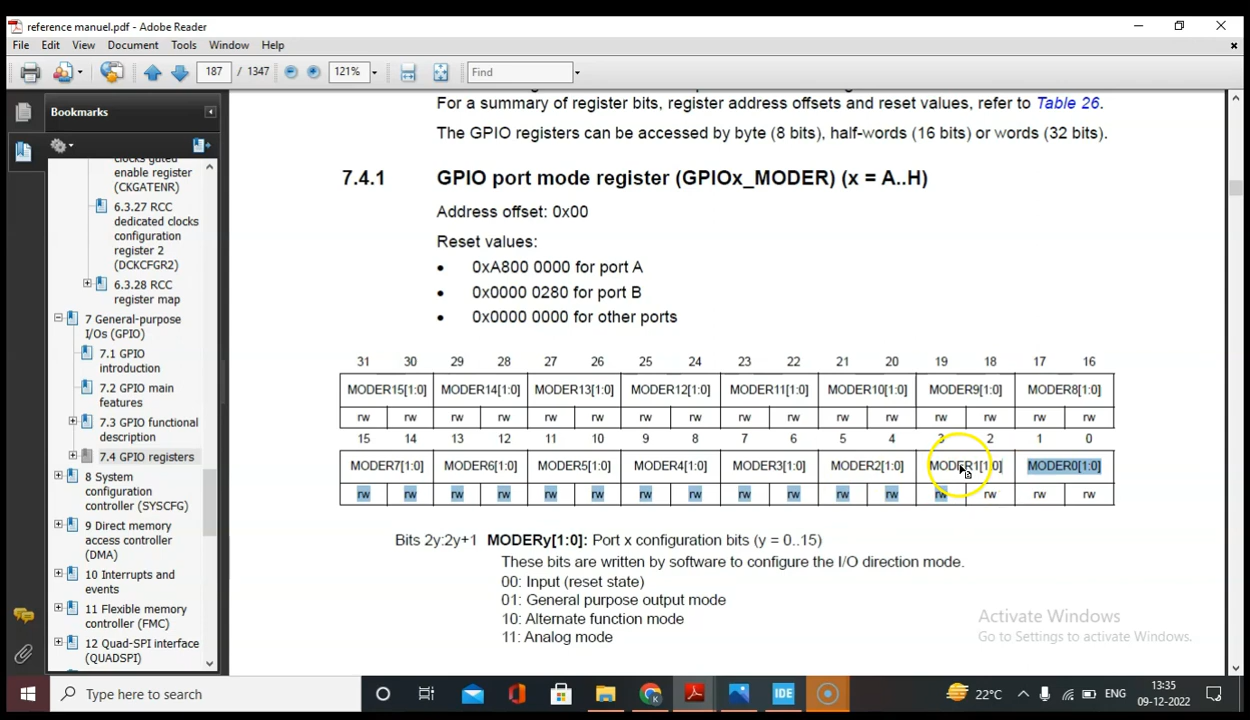 reference manuel.pdf - Adobe Reader
File Edit View Document Tools Window Help
187 / 1347 121% Find
Bookmarks
clocks gated
enable register
(CKGATENR)
6.3.27 RCC
dedicated clocks
configuration
register 2
(DCKCFGR2)
6.3.28 RCC
register map
7 General-purpose
I/Os (GPIO)
7.1 GPIO
introduction
7.2 GPIO main
features
7.3 GPIO functional
description
7.4 GPIO registers
8 System
configuration
controller (SYSCFG)
9 Direct memory
access controller
(DMA)
10 Interrupts and
events
11 Flexible memory
controller (FMC)
12 Quad-SPI interface
(QUADSPI)
For a summary of register bits, register address offsets and reset values, refer to Table 26.
The GPIO registers can be accessed by byte (8 bits), half-words (16 bits) or words (32 bits).
7.4.1 GPIO port mode register (GPIOx_MODER) (x = A..H)
Address offset: 0x00
Reset values:
• 0xA800 0000 for port A
• 0x0000 0280 for port B
• 0x0000 0000 for other ports
31 30 29 28 27 26 25 24 23 22 21 20 19 18 17 16
MODER15[1:0] MODER14[1:0] MODER13[1:0] MODER12[1:0] MODER11[1:0] MODER10[1:0] MODER9[1:0] MODER8[1:0]
rw rw rw rw rw rw rw rw rw rw rw rw rw rw rw rw
15 14 13 12 11 10 9 8 7 6 5 4 3 2 1 0
MODER7[1:0] MODER6[1:0] MODER5[1:0] MODER4[1:0] MODER3[1:0] MODER2[1:0] MODER1[1:0] MODER0[1:0]
rw rw rw rw rw rw rw rw rw rw rw rw rw rw rw rw
Bits 2y:2y+1 MODERy[1:0]: Port x configuration bits (y = 0..15)
These bits are written by software to configure the I/O direction mode.
00: Input (reset state)
01: General purpose output mode
10: Alternate function mode
11: Analog mode
Activate Windows
Go to Settings to activate Windows.
Type here to search
IDE
22°C
ENG
13:35
09-12-2022